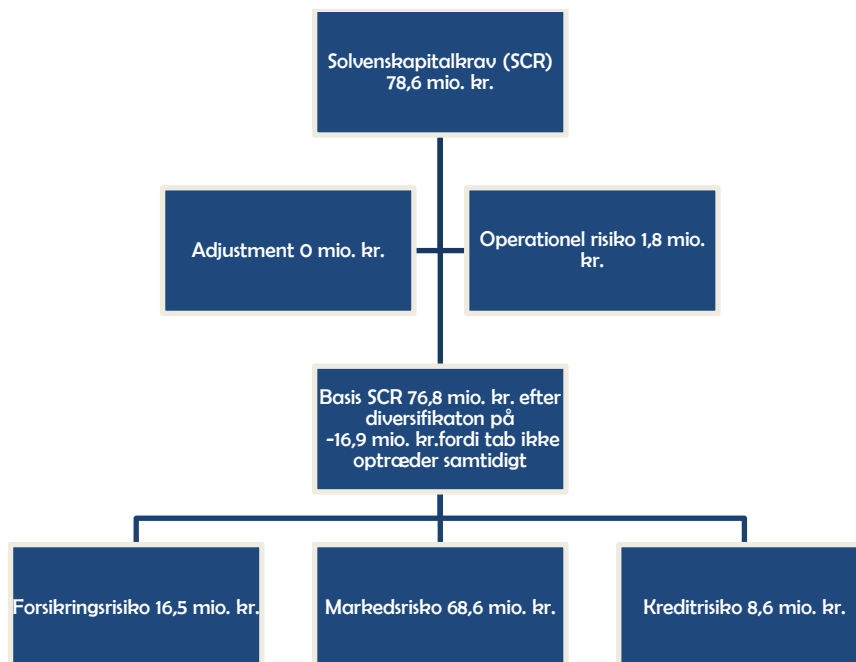 Solvenskapitalkrav (SCR)
78,6 mio. kr.
Adjustment 0 mio. kr.
Operationel risiko 1,8 mio.
kr.
Basis SCR 76,8 mio. kr. efter
diversifikaton på
-16,9 mio. kr.fordi tab ikke
optræder samtidigt
Forsikringsrisiko 16,5 mio. kr.
Markedsrisko 68,6 mio. kr.
Kreditrisiko 8,6 mio. kr.